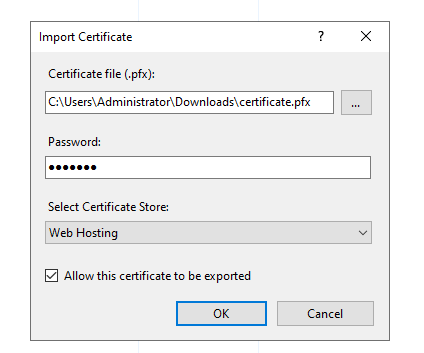 Import Certificate
?
Certificate file (.pfx):
C:\Users\Administrator\Downloads\certificate.pfx
...
Password:
●●●●●●●
Select Certificate Store:
Web Hosting
Allow this certificate to be exported
OK
Cancel